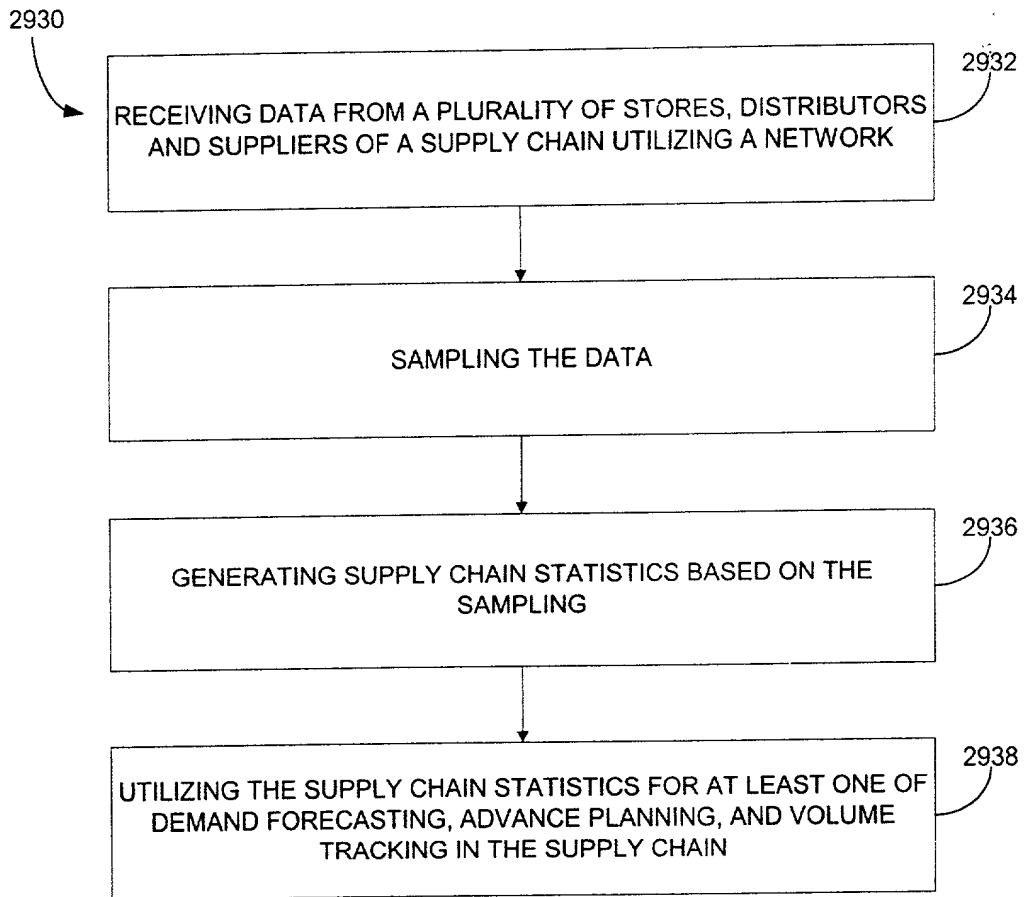 2930
2932
RECEIVING DATA FROM A PLURALITY OF STORES, DISTRIBUTORS
AND SUPPLIERS OF A SUPPLY CHAIN UTILIZING A NETWORK
2934
SAMPLING THE DATA
2936
GENERATING SUPPLY CHAIN STATISTICS BASED ON THE
SAMPLING
2938
UTILIZING THE SUPPLY CHAIN STATISTICS FOR AT LEAST ONE OF
DEMAND FORECASTING, ADVANCE PLANNING, AND VOLUME
TRACKING IN THE SUPPLY CHAIN